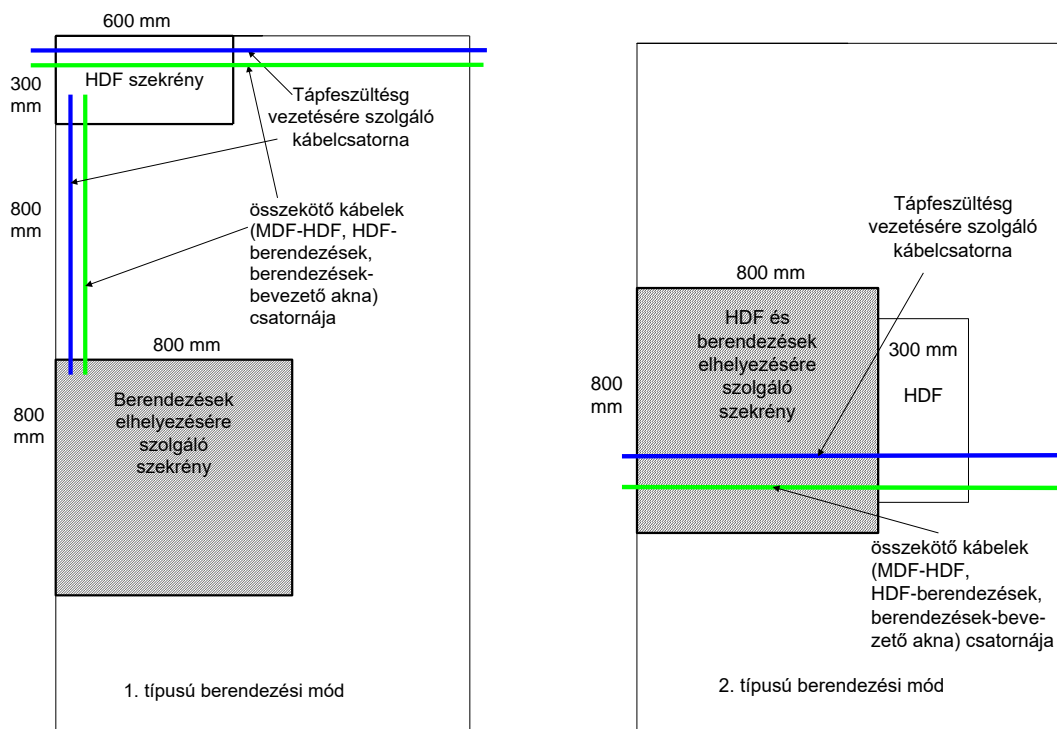 600 mm
300
mm
HDF szekrény
Tápfeszültésg
vezetésére szolgáló
kábelcsatorna
800
mm
összekötő kábelek
(MDF-HDF, HDF-
berendezések,
berendezések-
bevezető akna)
csatornája
800 mm
800
mm
Berendezések
elhelyezésére
szolgáló
szekrény
1. típusú berendezési mód
Tápfeszültésg
vezetésére szolgáló
kábelcsatorna
800 mm
800
mm
HDF és
berendezések
elhelyezésére
szolgáló
szekrény
300 mm
HDF
összekötő kábelek
(MDF-HDF,
HDF-berendezések,
berendezések-beve-
zető akna) csatornája
2. típusú berendezési mód